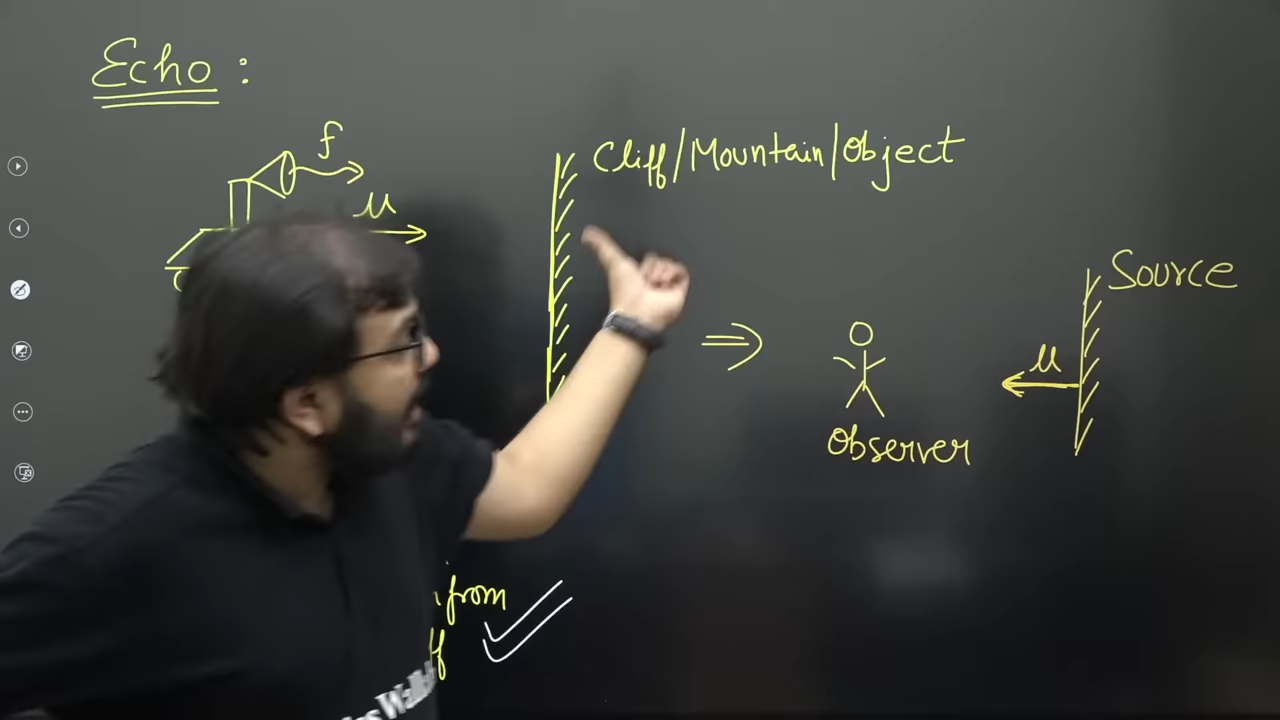 Echo :
f
u
Cliff/Mountain/Object
Source
⇒
u
Observer
from